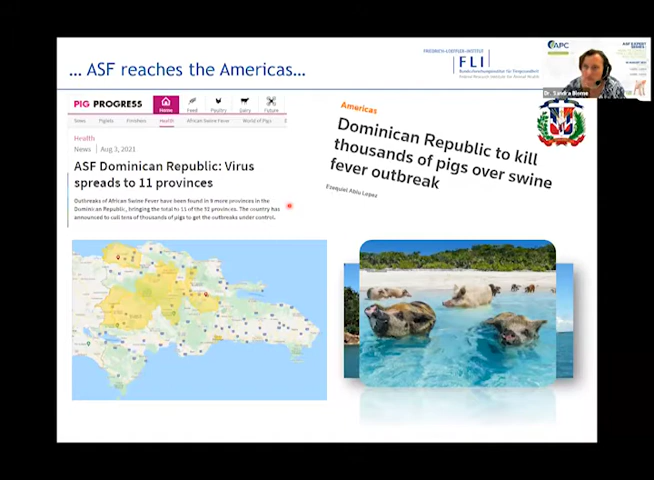 ... ASF reaches the Americas...
FRIEDRICH-LOEFFLER-INSTITUT
FLI
Bundesforschungsinstitut für Tiergesundheit
Federal Research Institute for Animal Health
APC
ASF EXPERT
SERIES
Dr. Sandra Blome
PIG PROGRESS
Home
Feed
Poultry
Dairy
Future
News
Piglets
Finishers
Health
African Swine Fever
World of Pigs
Health
News | Aug 3, 2021
ASF Dominican Republic: Virus
spreads to 11 provinces
Outbreaks of African Swine Fever have been found in 6 more provinces in the
Dominican Republic, bringing the total to 11 of the 32 provinces. The country has
announced to cull tens of thousands of pigs to get the outbreaks under control.
Americas
Dominican Republic to kill
thousands of pigs over swine
fever outbreak
Ezequiel Abiu Lopez